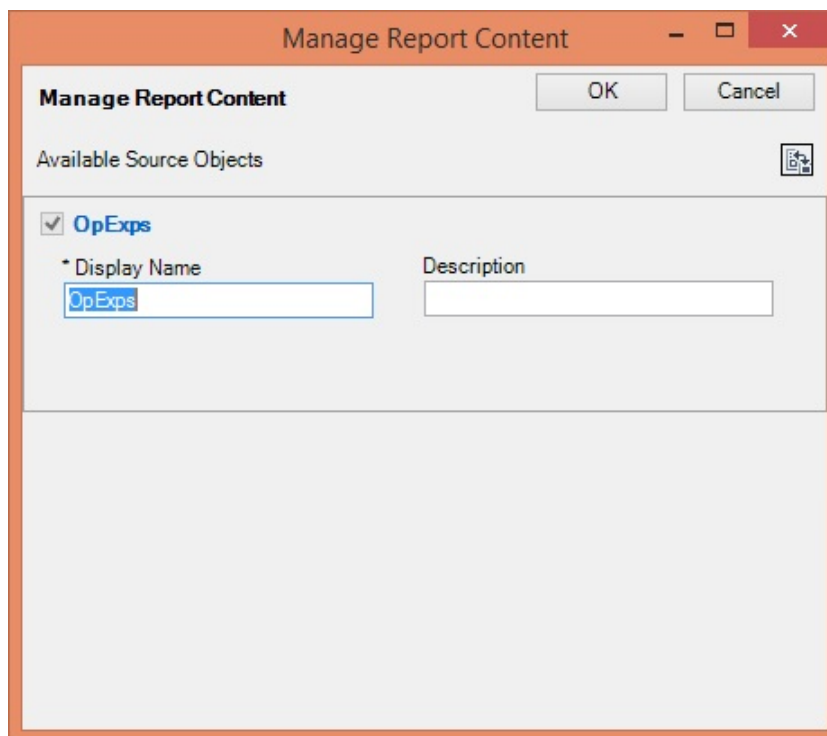 Manage Report Content
Manage Report Content OK Cancel
Available Source Objects
OpExps
* Display Name Description
OpExps